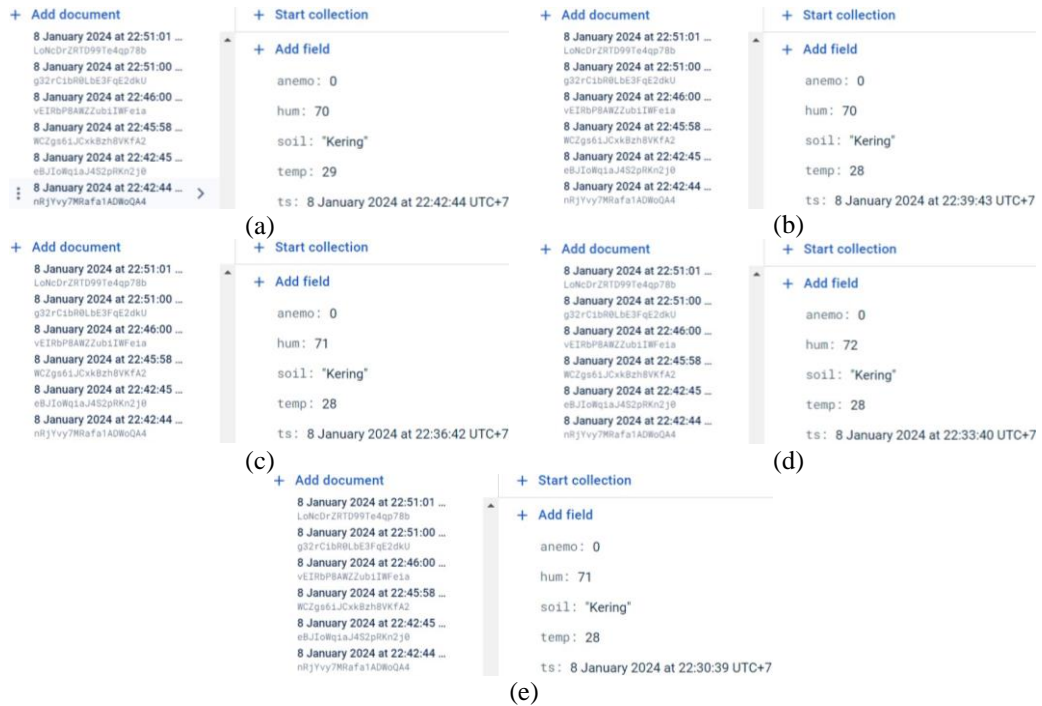 + Add document
8 January 2024 at 22:51:01 ...
LoNcDrZRTD99Te4qp78b
8 January 2024 at 22:51:00 ...
g32rCibR0LbE3FqE2dkU
8 January 2024 at 22:46:00 ...
vEIRbP8AWZZubiIWFeia
8 January 2024 at 22:45:58 ...
WCZgs6iJCxkBzh8VKfA2
8 January 2024 at 22:42:45 ...
eBJIoWqiaJ4S2pRKn2j0
8 January 2024 at 22:42:44 ...
nRjYvy7MRafa1ADWoQA4
+ Start collection
+ Add field
anemo: 0
hum: 70
soil: "Kering"
temp: 29
ts: 8 January 2024 at 22:42:44 UTC+7
(a)
+ Add document
8 January 2024 at 22:51:01 ...
LoNcDrZRTD99Te4qp78b
8 January 2024 at 22:51:00 ...
g32rCibR0LbE3FqE2dkU
8 January 2024 at 22:46:00 ...
vEIRbP8AWZZubiIWFeia
8 January 2024 at 22:45:58 ...
WCZgs6iJCxkBzh8VKfA2
8 January 2024 at 22:42:45 ...
eBJIoWqiaJ4S2pRKn2j0
8 January 2024 at 22:42:44 ...
nRjYvy7MRafa1ADWoQA4
+ Start collection
+ Add field
anemo: 0
hum: 70
soil: "Kering"
temp: 28
ts: 8 January 2024 at 22:39:43 UTC+7
(b)
+ Add document
8 January 2024 at 22:51:01 ...
LoNcDrZRTD99Te4qp78b
8 January 2024 at 22:51:00 ...
g32rCibR0LbE3FqE2dkU
8 January 2024 at 22:46:00 ...
vEIRbP8AWZZubiIWFeia
8 January 2024 at 22:45:58 ...
WCZgs6iJCxkBzh8VKfA2
8 January 2024 at 22:42:45 ...
eBJIoWqiaJ4S2pRKn2j0
8 January 2024 at 22:42:44 ...
nRjYvy7MRafa1ADWoQA4
+ Start collection
+ Add field
anemo: 0
hum: 71
soil: "Kering"
temp: 28
ts: 8 January 2024 at 22:36:42 UTC+7
(c)
+ Add document
8 January 2024 at 22:51:01 ...
LoNcDrZRTD99Te4qp78b
8 January 2024 at 22:51:00 ...
g32rCibR0LbE3FqE2dkU
8 January 2024 at 22:46:00 ...
vEIRbP8AWZZubiIWFeia
8 January 2024 at 22:45:58 ...
WCZgs6iJCxkBzh8VKfA2
8 January 2024 at 22:42:45 ...
eBJIoWqiaJ4S2pRKn2j0
8 January 2024 at 22:42:44 ...
nRjYvy7MRafa1ADWoQA4
+ Start collection
+ Add field
anemo: 0
hum: 72
soil: "Kering"
temp: 28
ts: 8 January 2024 at 22:33:40 UTC+7
(d)
+ Add document
8 January 2024 at 22:51:01 ...
LoNcDrZRTD99Te4qp78b
8 January 2024 at 22:51:00 ...
g32rCibR0LbE3FqE2dkU
8 January 2024 at 22:46:00 ...
vEIRbP8AWZZubiIWFeia
8 January 2024 at 22:45:58 ...
WCZgs6iJCxkBzh8VKfA2
8 January 2024 at 22:42:45 ...
eBJIoWqiaJ4S2pRKn2j0
8 January 2024 at 22:42:44 ...
nRjYvy7MRafa1ADWoQA4
+ Start collection
+ Add field
anemo: 0
hum: 71
soil: "Kering"
temp: 28
ts: 8 January 2024 at 22:30:39 UTC+7
(e)